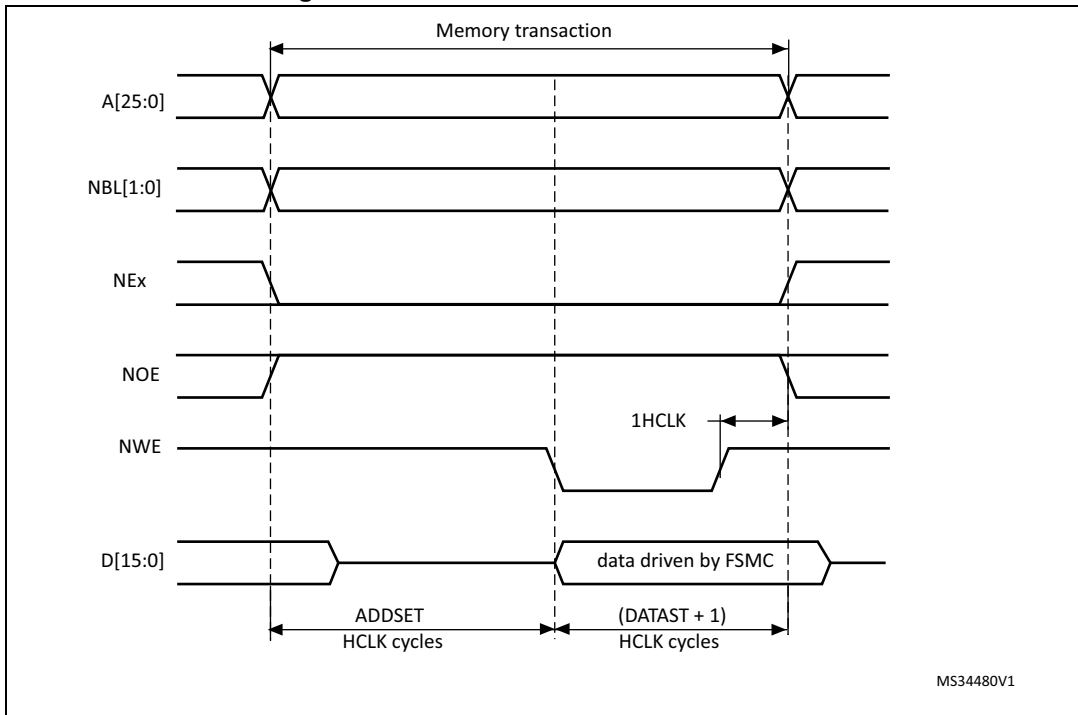 Memory transaction
A[25:0]
NBL[1:0]
NEx
NOE
1HCLK
NWE
D[15:0]
data driven by FSMC
ADDSET
HCLK cycles
(DATAST + 1)
HCLK cycles
MS34480V1